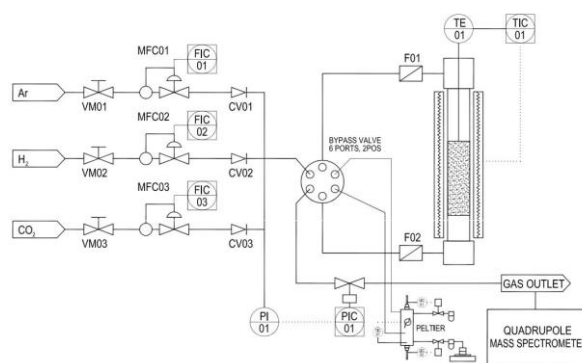 TE
01
TIC
01
MFC01
FIC
01
F01
Ar
VM01
CV01
MFC02
FIC
02
BYPASS VALVE
6 PORTS, 2POS
H₂
VM02
CV02
MFC03
FIC
03
CO₂
VM03
CV03
F02
GAS OUTLET
PI
01
PIC
01
PELTIER
QUADRUPOLE
MASS SPECTROMETE